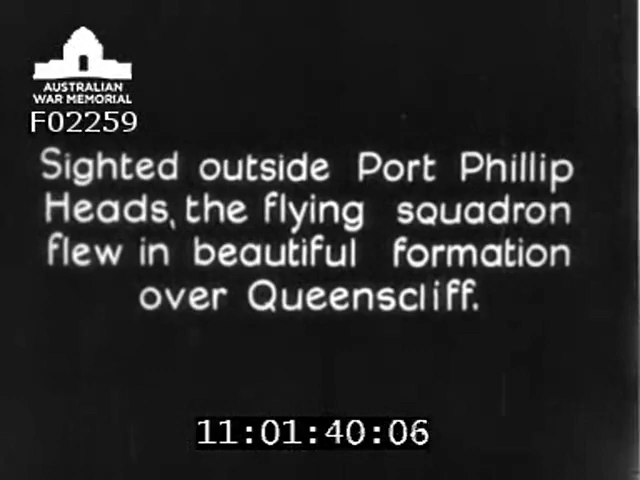 AUSTRALIAN
WAR MEMORIAL
F02259
Sighted outside Port Phillip
Heads, the flying squadron
flew in beautiful formation
over Queenscliff.
11:01:40:06